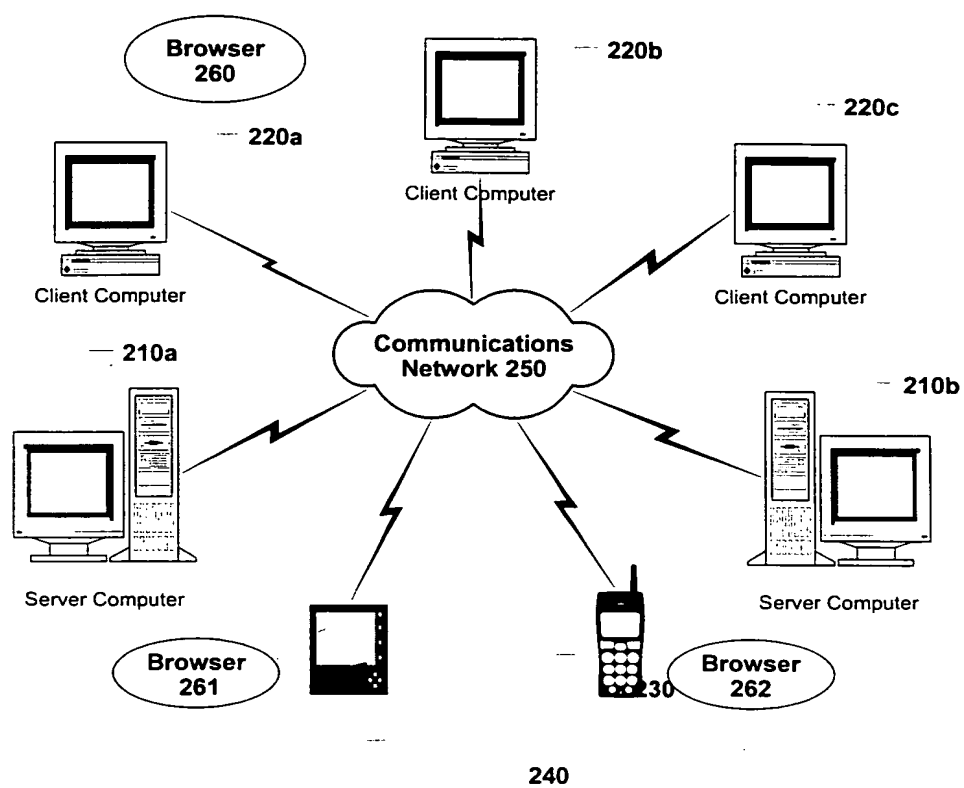 Browser
260
220b
220c
220a
Client Computer
Client Computer
Client Computer
Communications
Network 250
210a
210b
Server Computer
Server Computer
Browser
261
230
Browser
262
240